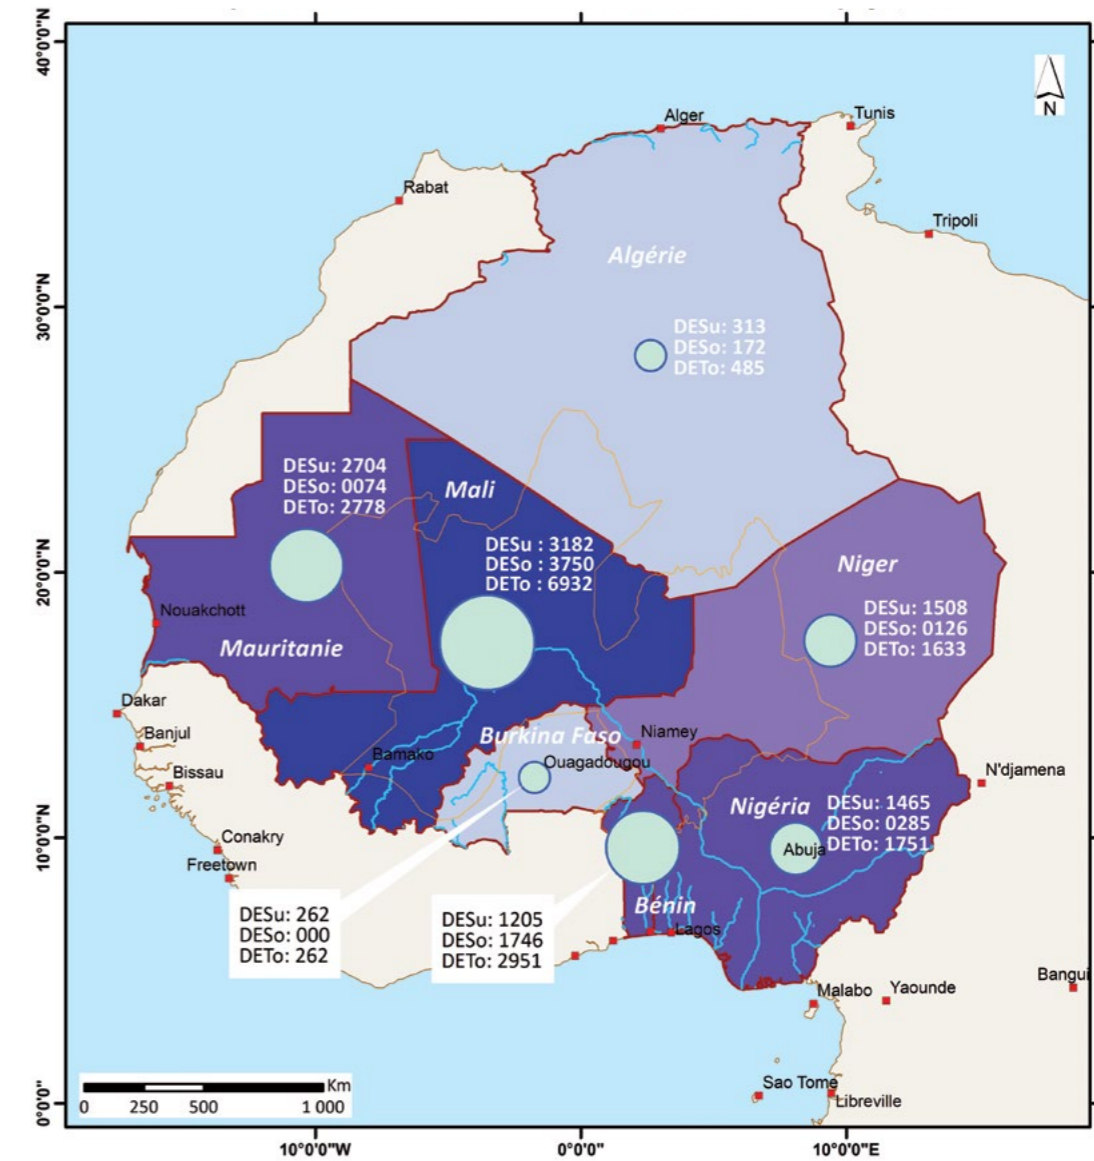 40°0'0"N
N
Alger
Tunis
Rabat
Tripoli
Algérie
30°0'0"N
DESu: 313
DESo: 172
DETo: 485
DESu: 2704
DESo: 0074
DETo: 2778
Mali
DESu : 3182
DESo : 3750
DETo : 6932
20°0'0"N
Niger
DESu: 1508
DESo: 0126
DETo: 1633
Nouakchott
Mauritanie
Dakar
Banjul
Bissau
Burkina Faso
Niamey
Bamako
Ouagadougou
N'djamena
Nigéria
DESu: 1465
DESo: 0285
DETo: 1751
10°0'0"N
Conakry
Abuja
Freetown
DESu: 262
DESo: 000
DETo: 262
DESu: 1205
DESo: 1746
DETo: 2951
Bénin
Lagos
Malabo
Yaounde
Bangui
Km
0 250 500 1 000
Sao Tome
Libreville
0°0'0"
10°0'0"W 0°0'0" 10°0'0"E